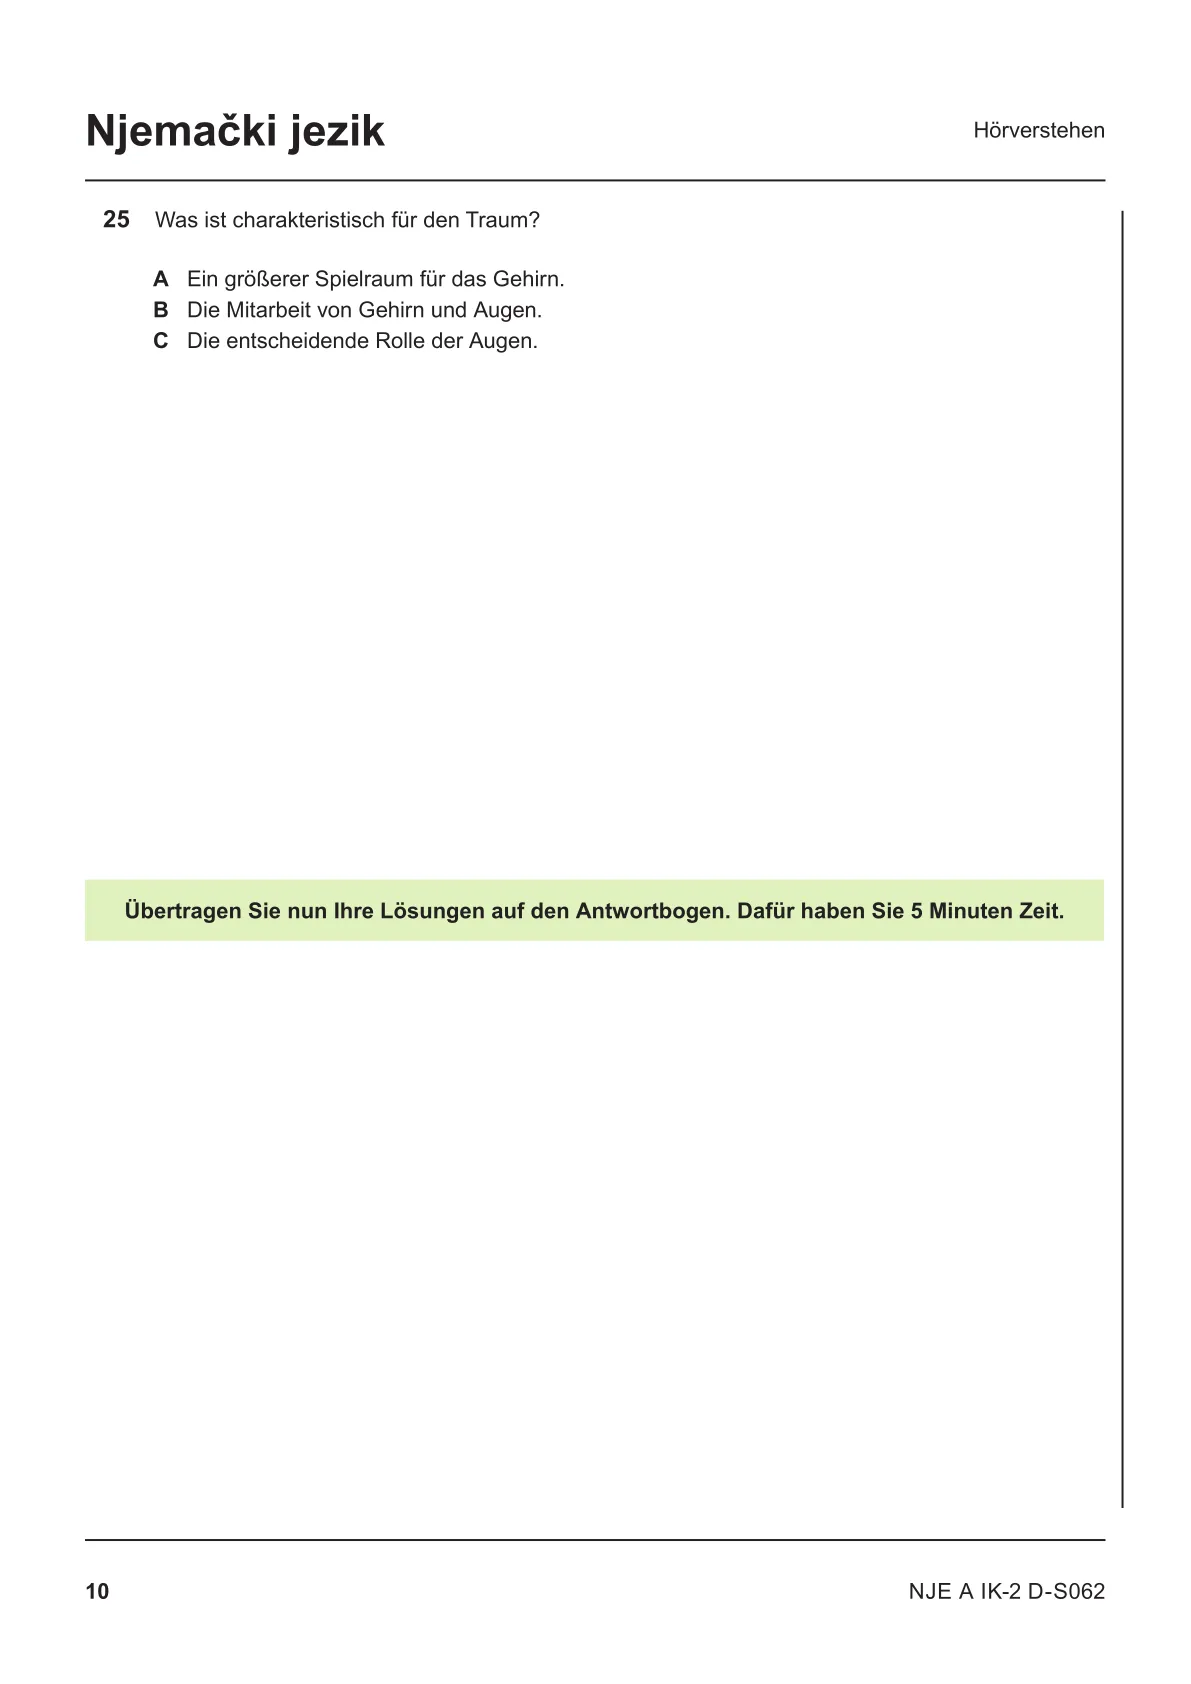 Njemački jezik
Hörverstehen
25 Was ist charakteristisch für den Traum?
A Ein größerer Spielraum für das Gehirn.
B Die Mitarbeit von Gehirn und Augen.
C Die entscheidende Rolle der Augen.
Übertragen Sie nun Ihre Lösungen auf den Antwortbogen. Dafür haben Sie 5 Minuten Zeit.
10
NJE A IK-2 D-S062